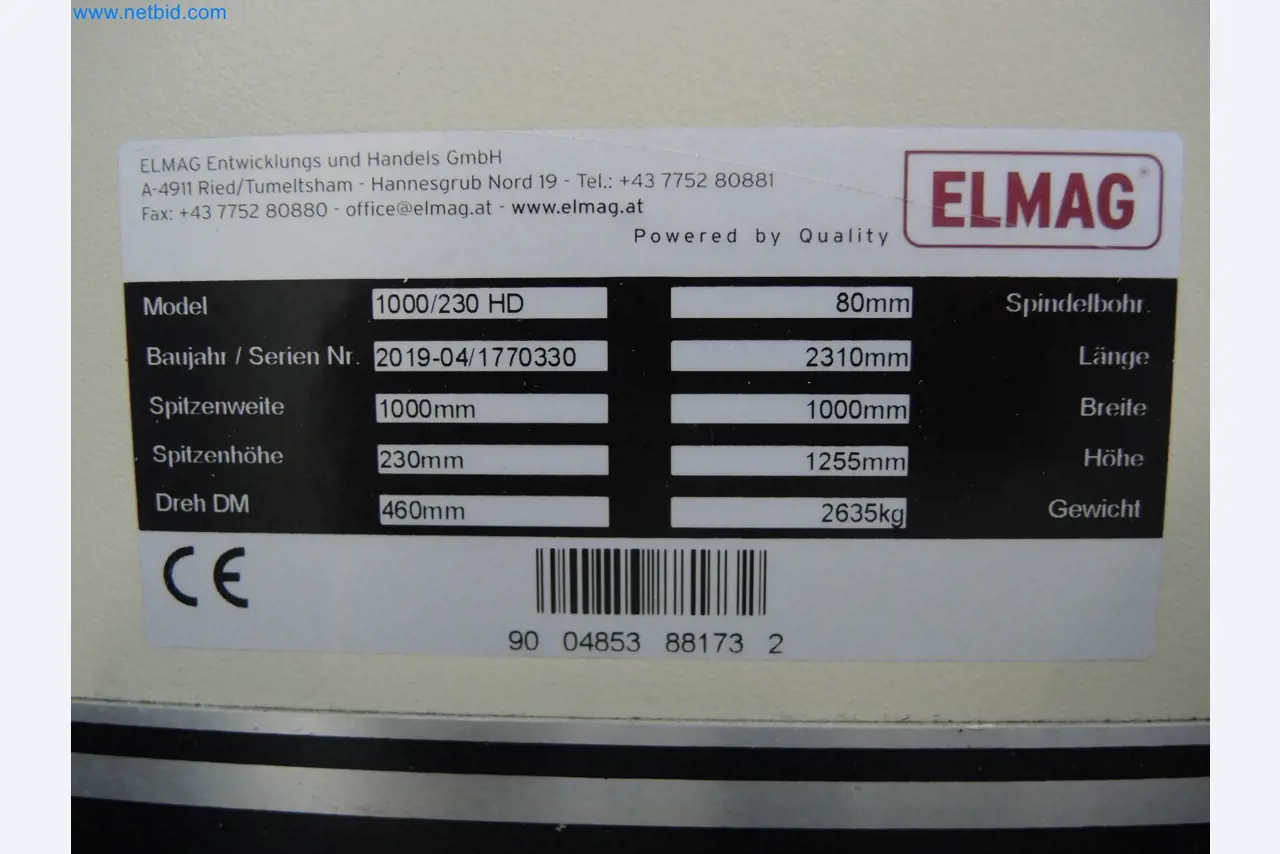 www.netbid.com
ELMAG Entwicklungs und Handels GmbH
A-4911 Ried/Tumeltsham - Hannesgrub Nord 19 - Tel.: +43 7752 80881
Fax: +43 7752 80880 - office@elmag.at - www.elmag.at
Powered by Quality
ELMAG®
Model 1000/230 HD 80mm Spindelbohr.
Baujahr / Serien Nr. 2019-04/1770330 2310mm Länge
Spitzenweite 1000mm 1000mm Breite
Spitzenhöhe 230mm 1255mm Höhe
Dreh DM 460mm 2635kg Gewicht
CE
90 04853 88173 2